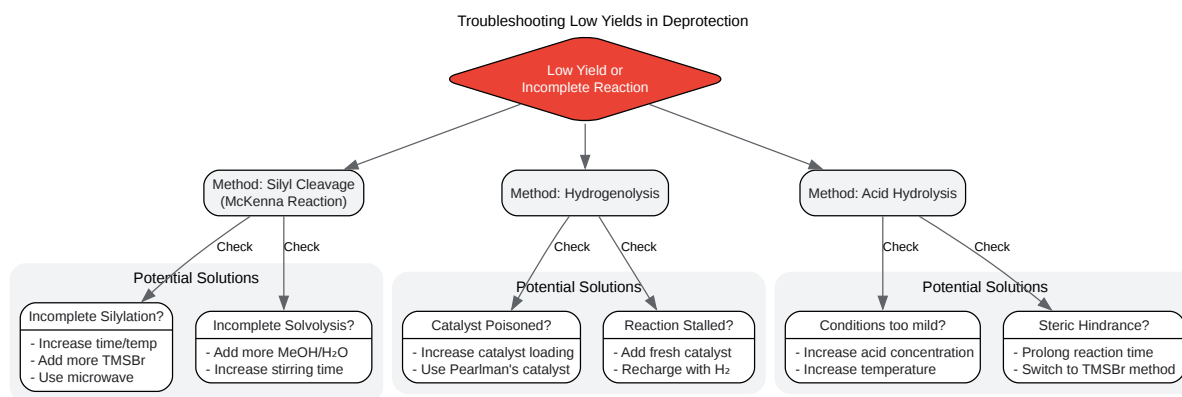 Troubleshooting Low Yields in Deprotection
Low Yield or
Incomplete Reaction
Method: Silyl Cleavage
(McKenna Reaction)
Method: Hydrogenolysis
Method: Acid Hydrolysis
Check
Check
Check
Check
Check
Check
Potential Solutions
Incomplete Silylation?
- Increase time/temp
- Add more TMSBr
- Use microwave
Incomplete Solvolysis?
- Add more MeOH/H₂O
- Increase stirring time
Potential Solutions
Catalyst Poisoned?
- Increase catalyst loading
- Use Pearlman's catalyst
Reaction Stalled?
- Add fresh catalyst
- Recharge with H₂
Potential Solutions
Conditions too mild?
- Increase acid concentration
- Increase temperature
Steric Hindrance?
- Prolong reaction time
- Switch to TMSBr method